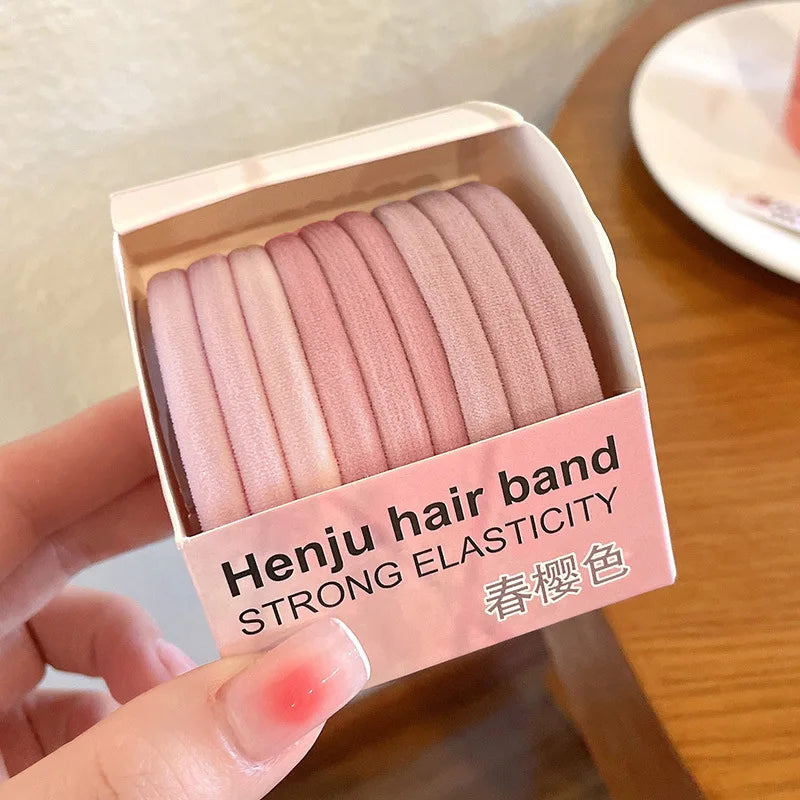 Henju hair band
STRONG ELASTICITY
春樱色